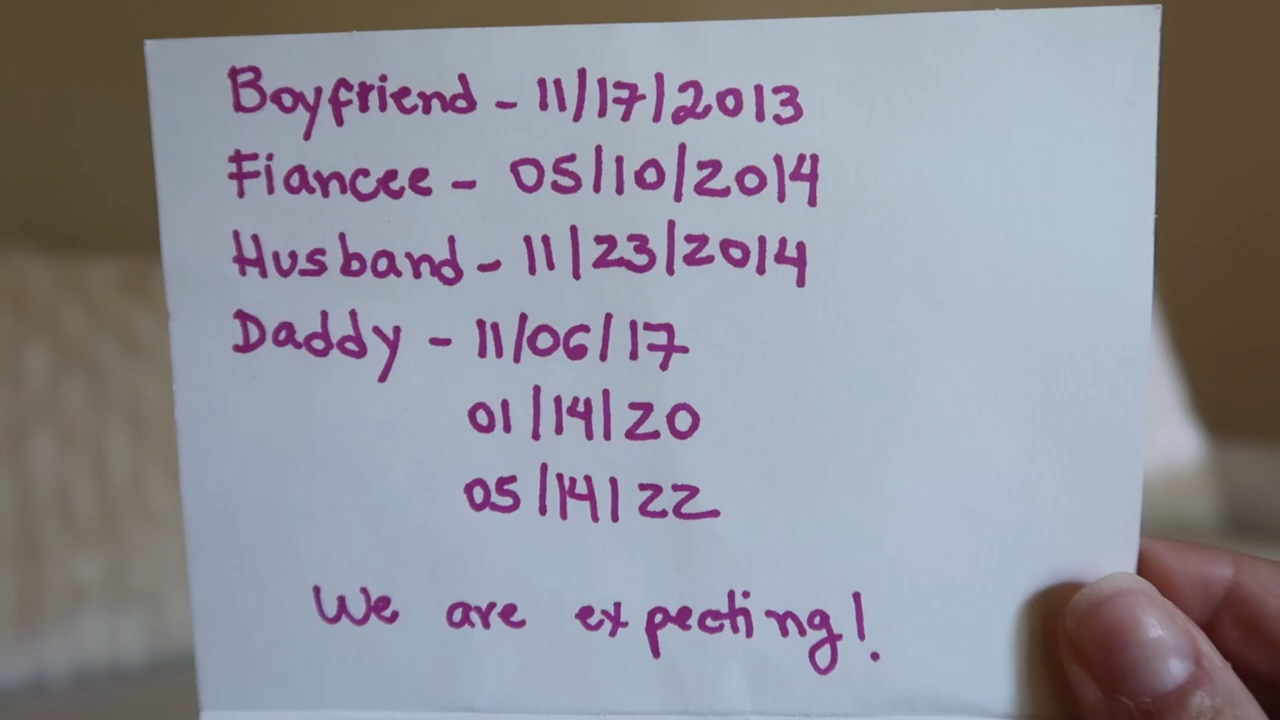 Boyfriend - 11/17/2013
Fiancee - 05/10/2014
Husband - 11/23/2014
Daddy - 11/06/17
01/14/20
05/14/22
We are expecting!